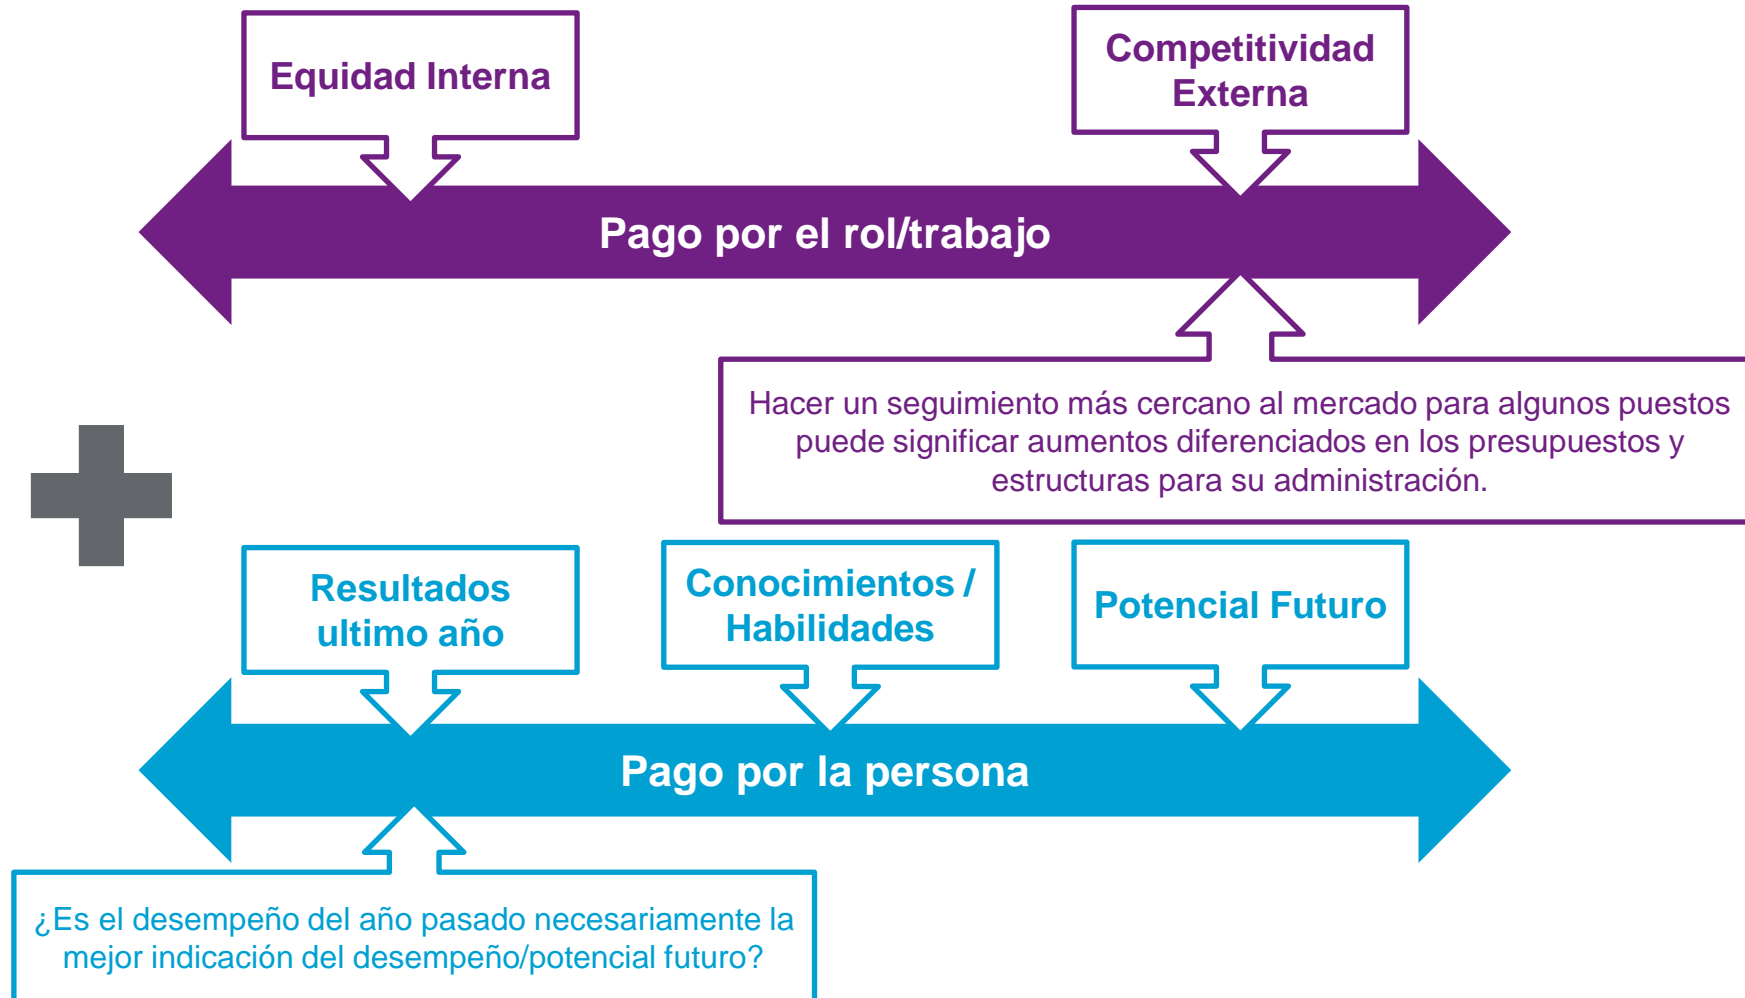 Equidad Interna
Competitividad
Externa
Pago por el rol/trabajo
Hacer un seguimiento más cercano al mercado para algunos puestos
puede significar aumentos diferenciados en los presupuestos y
estructuras para su administración.
Resultados
ultimo año
Conocimientos /
Habilidades
Potencial Futuro
Pago por la persona
¿Es el desempeño del año pasado necesariamente la
mejor indicación del desempeño/potencial futuro?